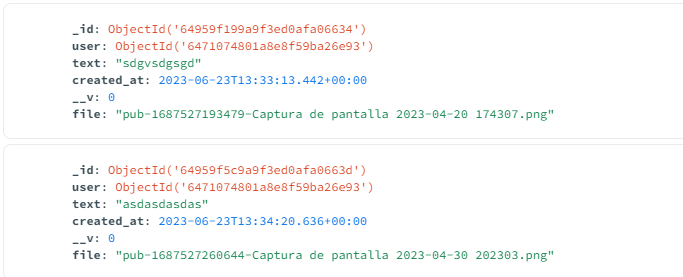 _id: ObjectId('64959f199a9f3ed0afa06634')
user: ObjectId('6471074801a8e8f59ba26e93')
text: "sdgvsdgsgd"
created_at: 2023-06-23T13:33:13.442+00:00
__v: 0
file: "pub-1687527193479-Captura de pantalla 2023-04-20 174307.png"
_id: ObjectId('64959f5c9a9f3ed0afa0663d')
user: ObjectId('6471074801a8e8f59ba26e93')
text: "asdasdasdas"
created_at: 2023-06-23T13:34:20.636+00:00
__v: 0
file: "pub-1687527260644-Captura de pantalla 2023-04-30 202303.png"